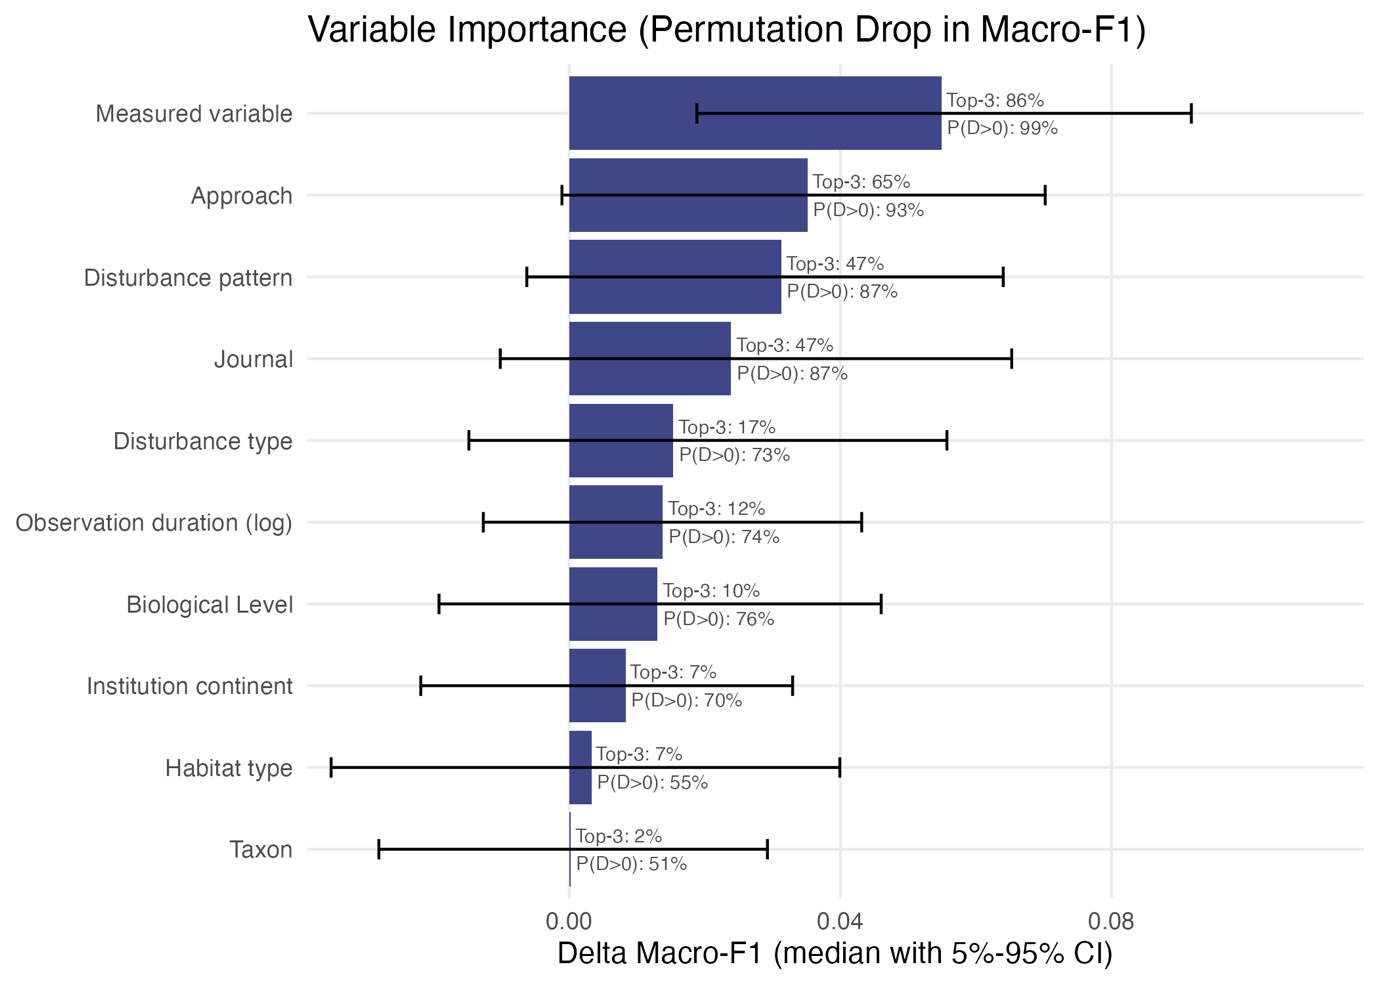 Variable Importance (Permutation Drop in Macro-F1)
Measured variable
Top-3: 86%
P(D>0): 99%
Approach
Top-3: 65%
P(D>0): 93%
Disturbance pattern
Top-3: 47%
P(D>0): 87%
Journal
Top-3: 47%
P(D>0): 87%
Disturbance type
Top-3: 17%
P(D>0): 73%
Observation duration (log)
Top-3: 12%
P(D>0): 74%
Biological Level
Top-3: 10%
P(D>0): 76%
Institution continent
Top-3: 7%
P(D>0): 70%
Habitat type
Top-3: 7%
P(D>0): 55%
Taxon
Top-3: 2%
P(D>0): 51%
0.00 0.04 0.08
Delta Macro-F1 (median with 5%-95% CI)